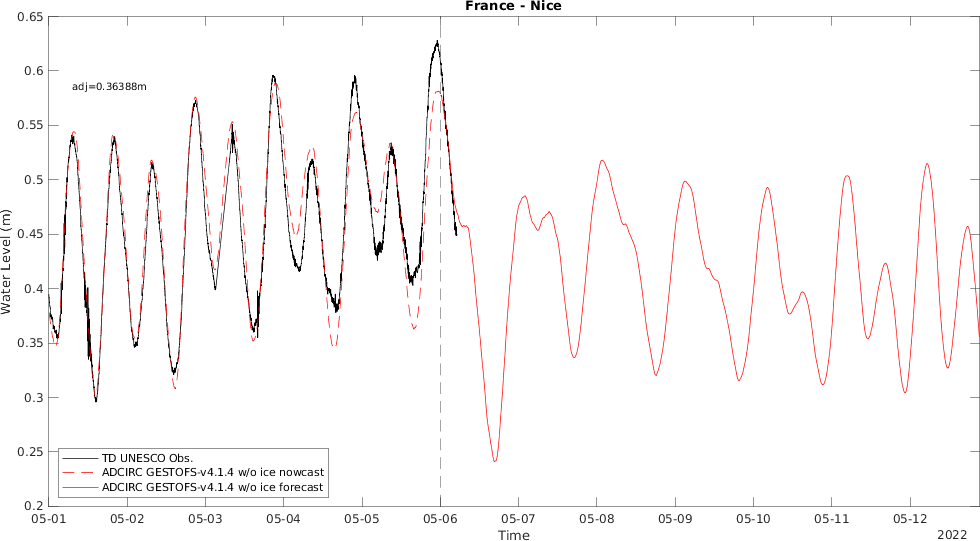 France - Nice
0.65
0.6
0.55
0.5
0.45
0.4
0.35
0.3
0.25
0.2
Water Level (m)
adj=0.36388m
TD UNESCO Obs.
ADCIRC GESTOFS-v4.1.4 w/o ice nowcast
ADCIRC GESTOFS-v4.1.4 w/o ice forecast
05-01 05-02 05-03 05-04 05-05 05-06 05-07 05-08 05-09 05-10 05-11 05-12
Time
2022